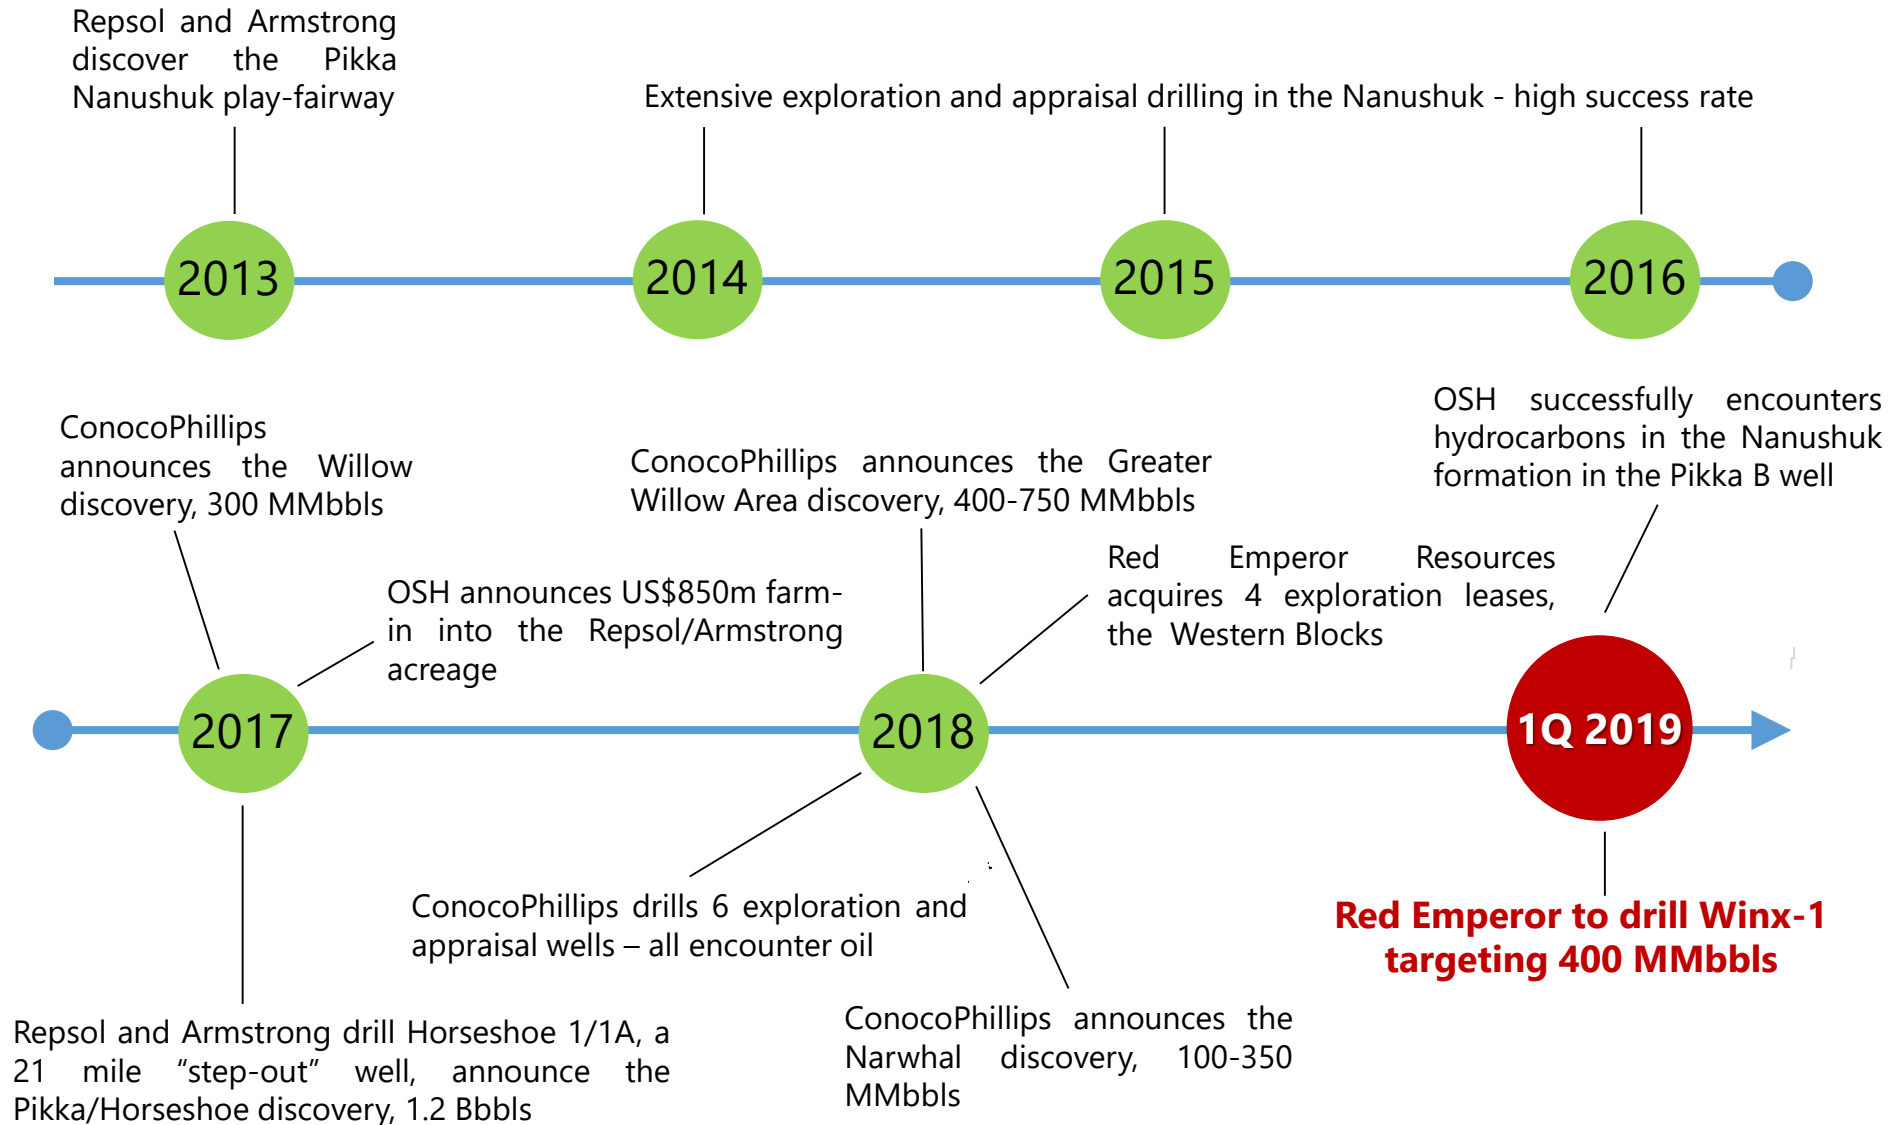 Repsol and Armstrong
discover the Pikka
Nanushuk play-fairway
Extensive exploration and appraisal drilling in the Nanushuk - high success rate
2013
2014
2015
2016
ConocoPhillips
announces the Willow
discovery, 300 MMbbls
OSH announces US$850m farm-
in into the Repsol/Armstrong
acreage
ConocoPhillips announces the Greater
Willow Area discovery, 400-750 MMbbls
Red Emperor Resources
acquires 4 exploration leases,
the Western Blocks
OSH successfully encounters
hydrocarbons in the Nanushuk
formation in the Pikka B well
2017
2018
1Q 2019
Repsol and Armstrong drill Horseshoe 1/1A, a
21 mile “step-out” well, announce the
Pikka/Horseshoe discovery, 1.2 Bbbls
ConocoPhillips drills 6 exploration and
appraisal wells – all encounter oil
ConocoPhillips announces the
Narwhal discovery, 100-350
MMbbls
Red Emperor to drill Winx-1
targeting 400 MMbbls